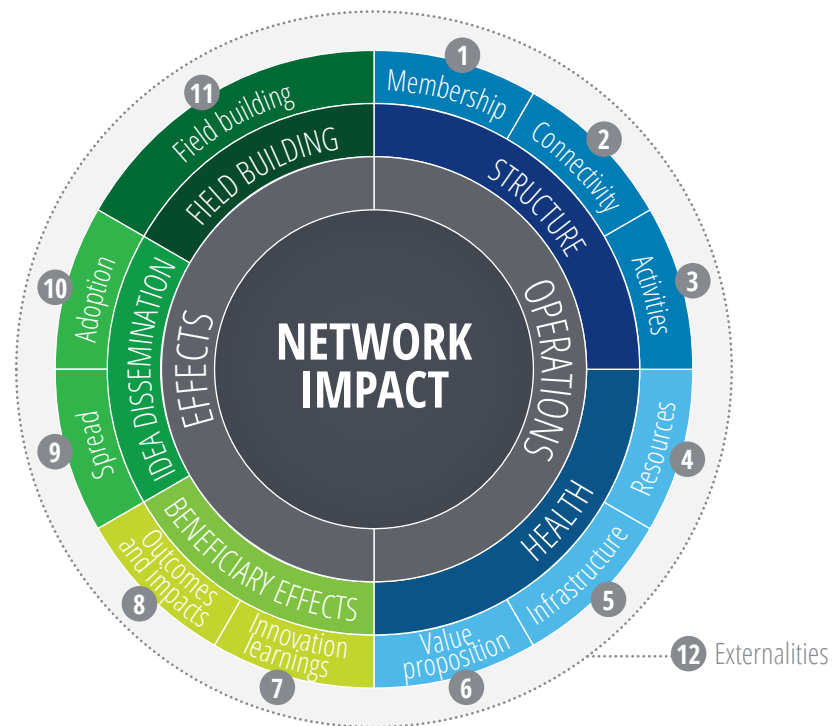 NETWORK
IMPACT
OPERATIONS
EFFECTS
STRUCTURE
HEALTH
BENEFICIARY EFFECTS
IDEA DISSEMINATION
FIELD BUILDING
1
Membership
2
Connectivity
3
Activities
4
Resources
5
Infrastructure
6
Value
proposition
7
Innovation
learnings
8
Outcomes
and impacts
9
Spread
10
Adoption
11
Field building
12 Externalities